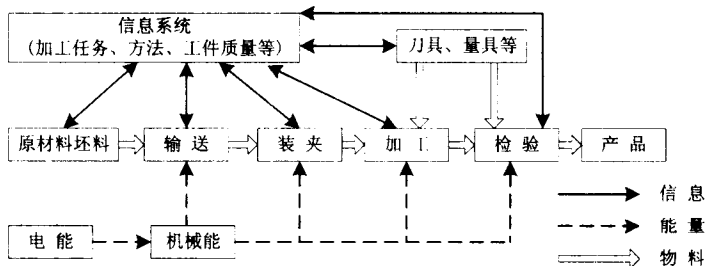 信息系统
(加工任务、方法、工件质量等)
刀具、量具等
原材料坯料
输送
装夹
加工
检验
产品
信息
电能
机械能
能量
物料